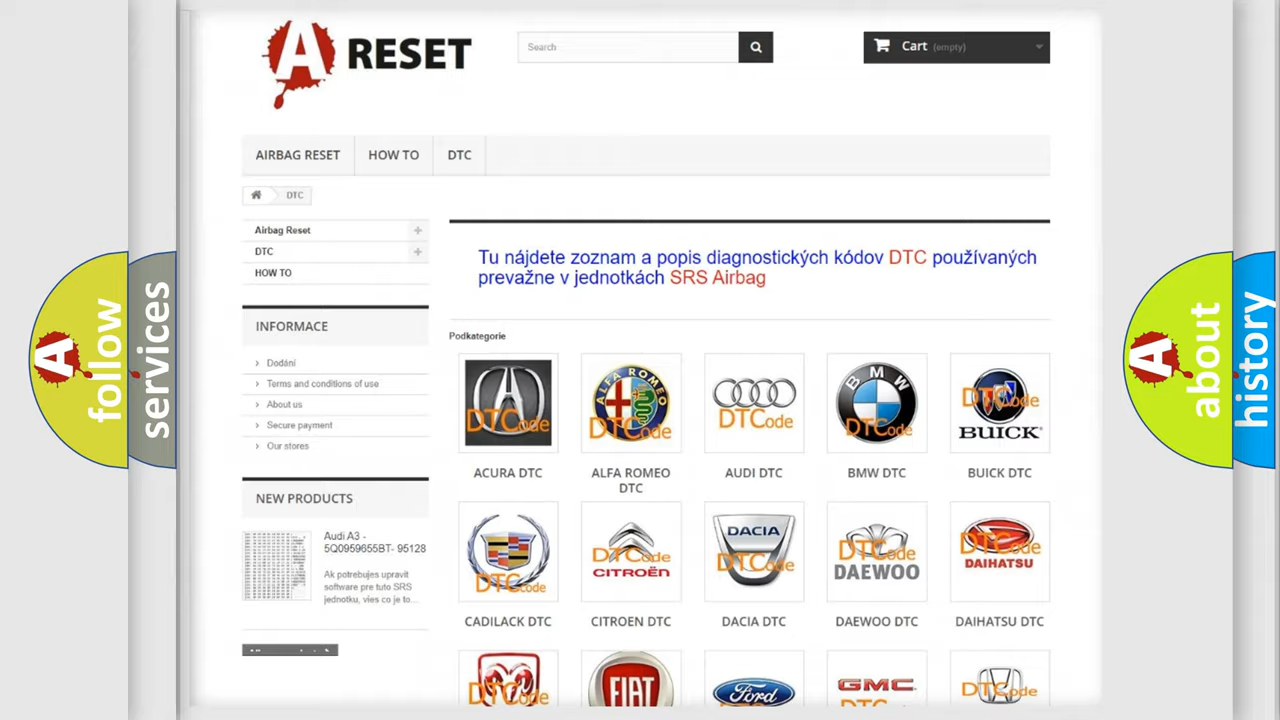 A RESET
Search
Cart (empty)
AIRBAG RESET
HOW TO
DTC
DTC
Airbag Reset
DTC
HOW TO
INFORMACE
Dodání
Terms and conditions of use
About us
Secure payment
Our stores
NEW PRODUCTS
Audi A3 -
5Q0959655BT- 95128
Ak potrebujes upravit
software pre tuto SRS
jednotku, vies co je to...
Tu nájdete zoznam a popis diagnostických kódov DTC používaných
prevažne v jednotkách SRS Airbag
Podkategorie
DTCode
ALFA ROMEO
DTCode
DTCode
BMW
DTCode
DTCode
BUICK
ACURA DTC
ALFA ROMEO
DTC
AUDI DTC
BMW DTC
BUICK DTC
DTCode
DTCode
CITROËN
DACIA
DTCode
DTCode
DAEWOO
DTCode
DAIHATSU
CADILACK DTC
CITROEN DTC
DACIA DTC
DAEWOO DTC
DAIHATSU DTC
DTCode
FIAT
Ford
GMC
DTCode
A follow
services
A about
history